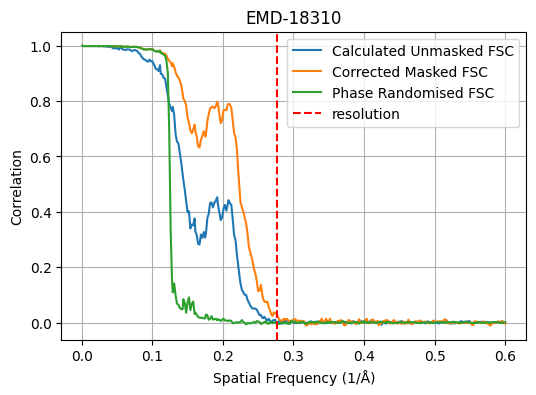 EMD-18310
Calculated Unmasked FSC
Corrected Masked FSC
Phase Randomised FSC
resolution
Correlation
1.0
0.8
0.6
0.4
0.2
0.0
0.0 0.1 0.2 0.3 0.4 0.5 0.6
Spatial Frequency (1/Å)